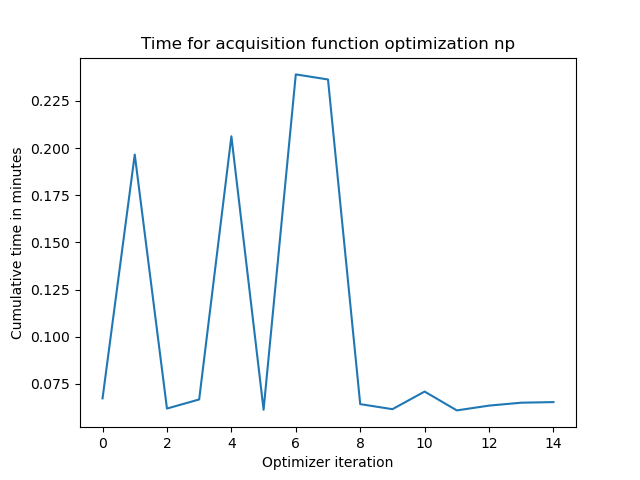 Time for acquisition function optimization np
Cumulative time in minutes
0.225
0.200
0.175
0.150
0.125
0.100
0.075
0 2 4 6 8 10 12 14
Optimizer iteration